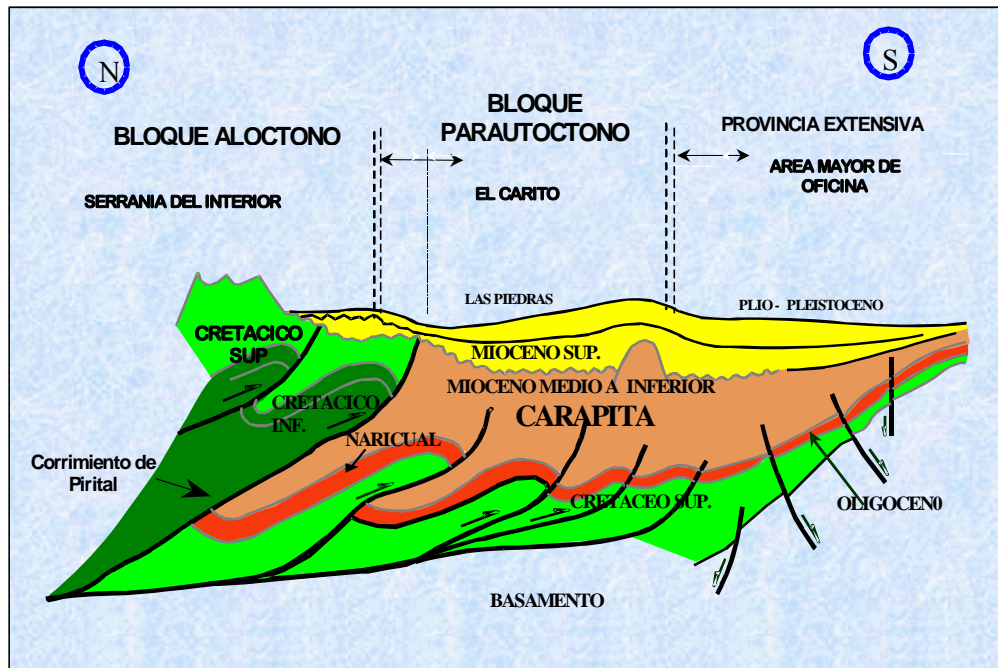 N
S
BLOQUE ALOCTONO
BLOQUE
PARAUTOCTONO
PROVINCIA EXTENSIVA
SERRANIA DEL INTERIOR
EL CARITO
AREA MAYOR DE
OFICINA
LAS PIEDRAS
PLIO - PLEISTOCENO
CRETACICO
SUP
MIOCENO SUP.
MIOCENO MEDIO A INFERIOR
CARAPITA
CRETACICO
INF.
NARICUAL
Corrimiento de
Pirital
CRETACEO SUP.
OLIGOCEN0
BASAMENTO